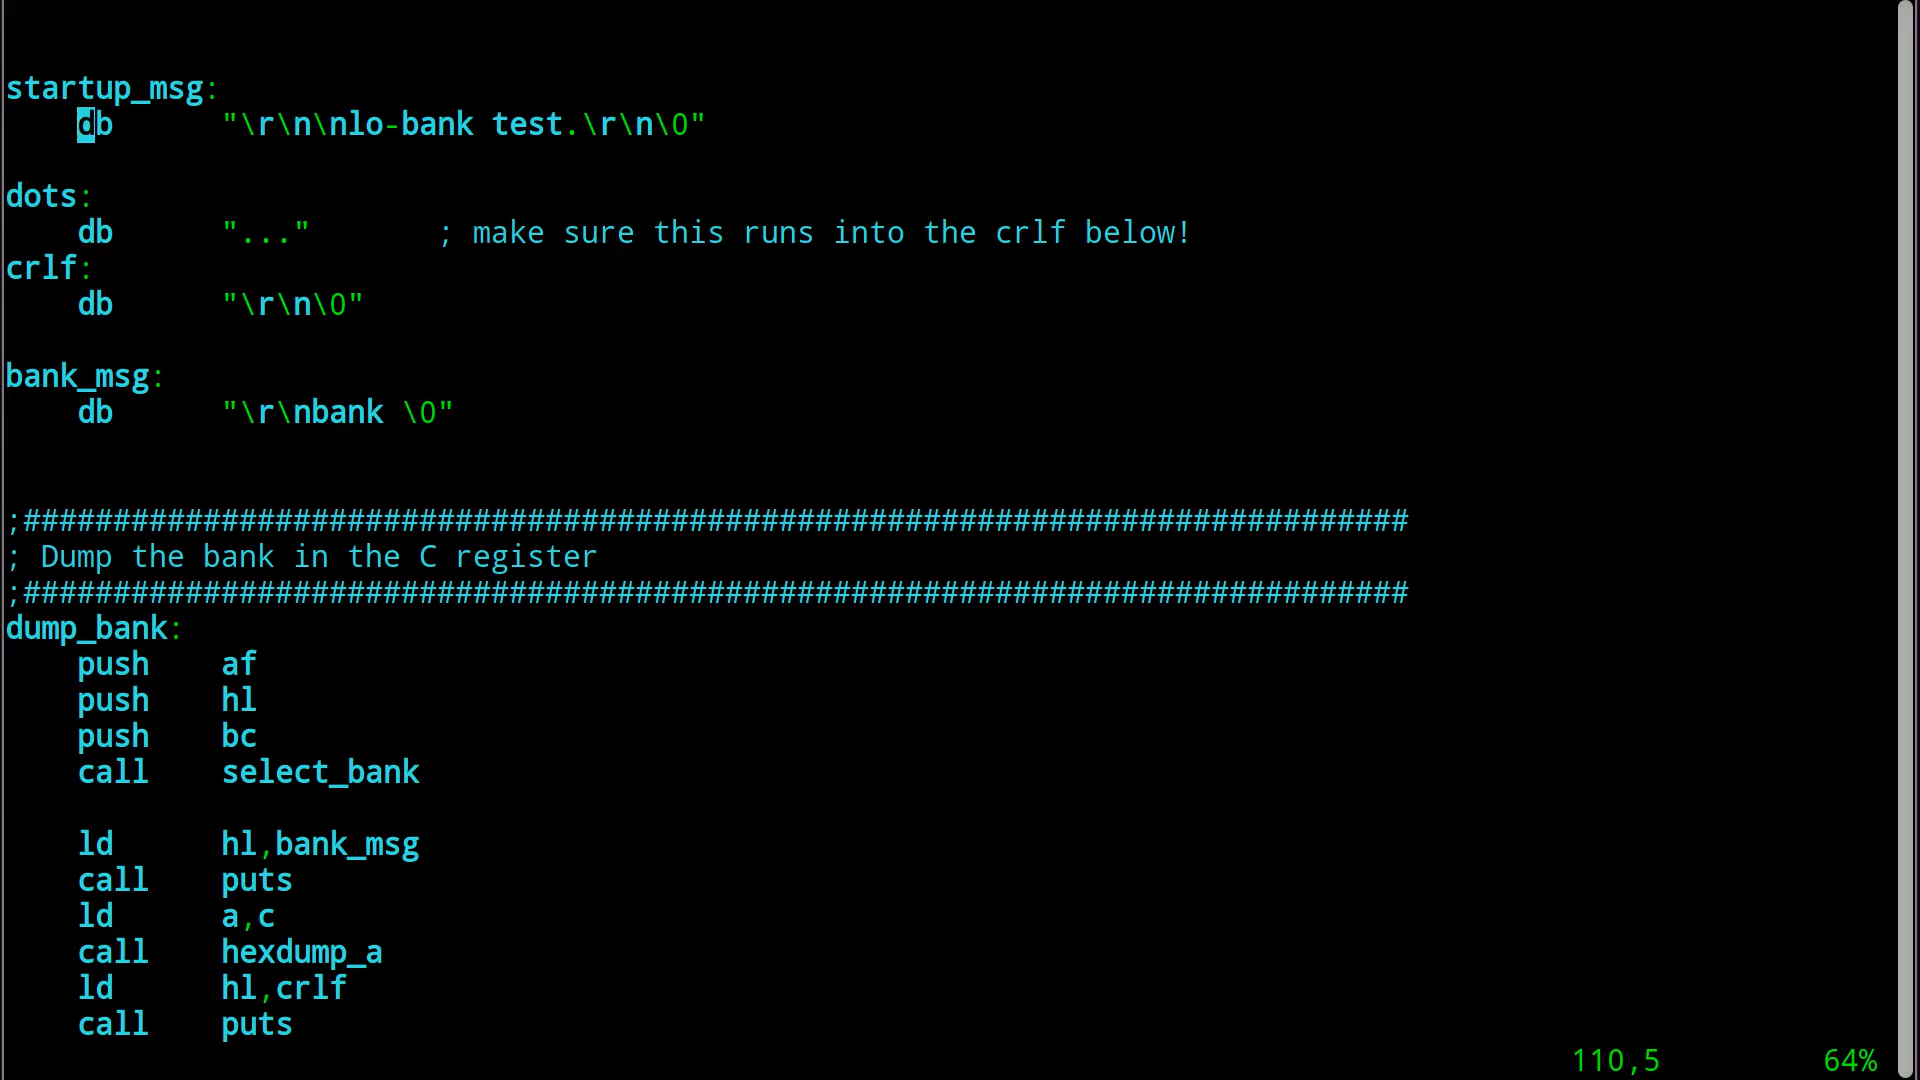 startup_msg:
    db      "\r\n\nlo-bank test.\r\n\0"
dots:
    db      "..."       ; make sure this runs into the crlf below!
crlf:
    db      "\r\n\0"
bank_msg:
    db      "\r\nbank \0"
;#############################################################################
; Dump the bank in the C register
;#############################################################################
dump_bank:
    push    af
    push    hl
    push    bc
    call    select_bank
    ld      hl,bank_msg
    call    puts
    ld      a,c
    call    hexdump_a
    ld      hl,crlf
    call    puts
110,5         64%